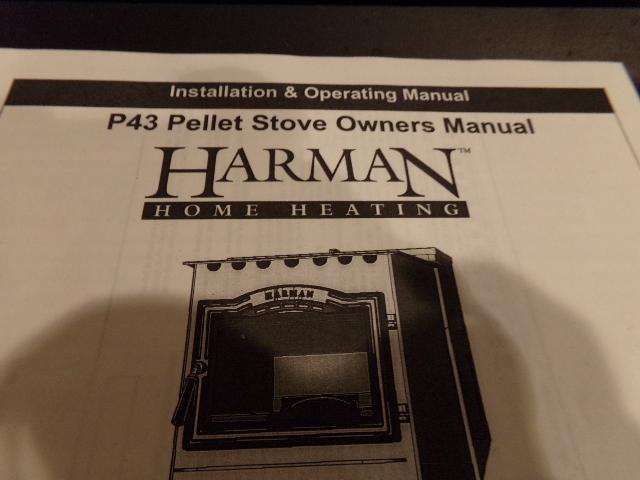 Installation & Operating Manual
P43 Pellet Stove Owners Manual
HARMAN™
HOME HEATING
HARMAN